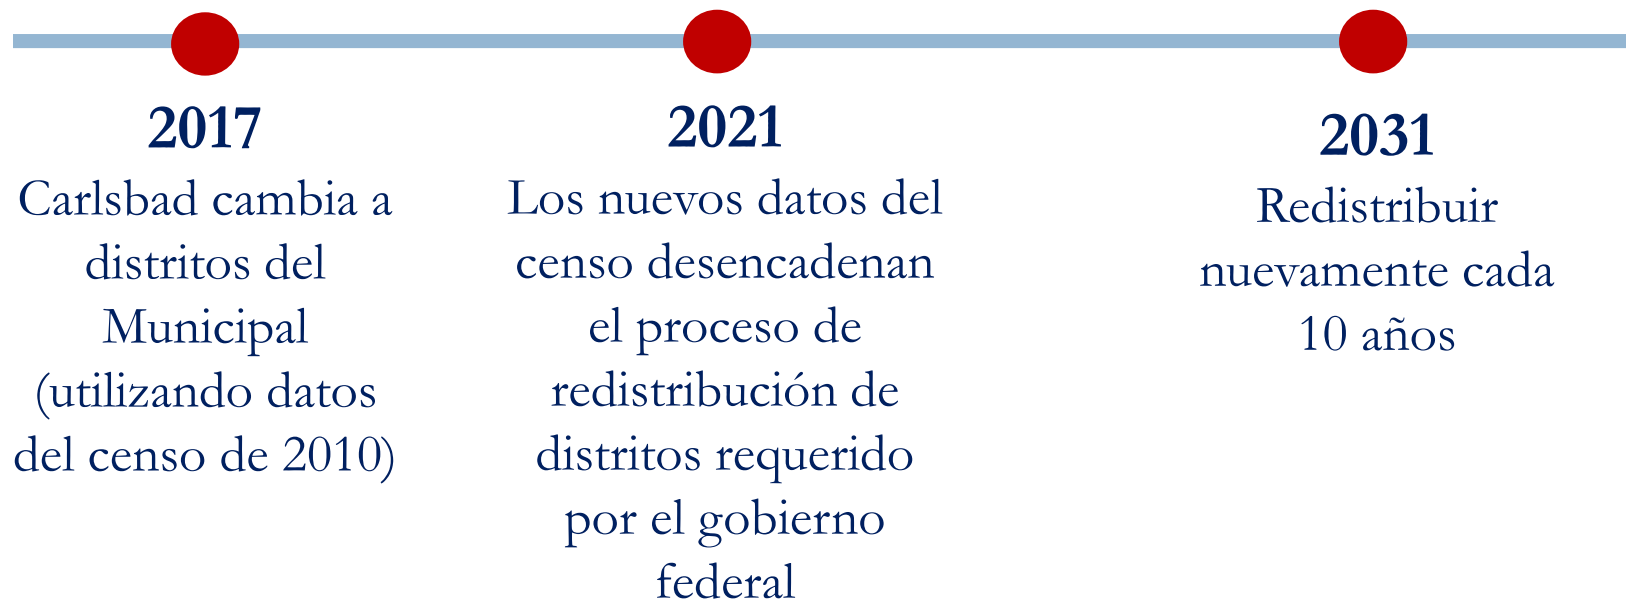 2017
Carlsbad cambia a
distritos del
Municipal
(utilizando datos
del censo de 2010)
2021
Los nuevos datos del
censo desencadenan
el proceso de
redistribución de
distritos requerido
por el gobierno
federal
2031
Redistribuir
nuevamente cada
10 años